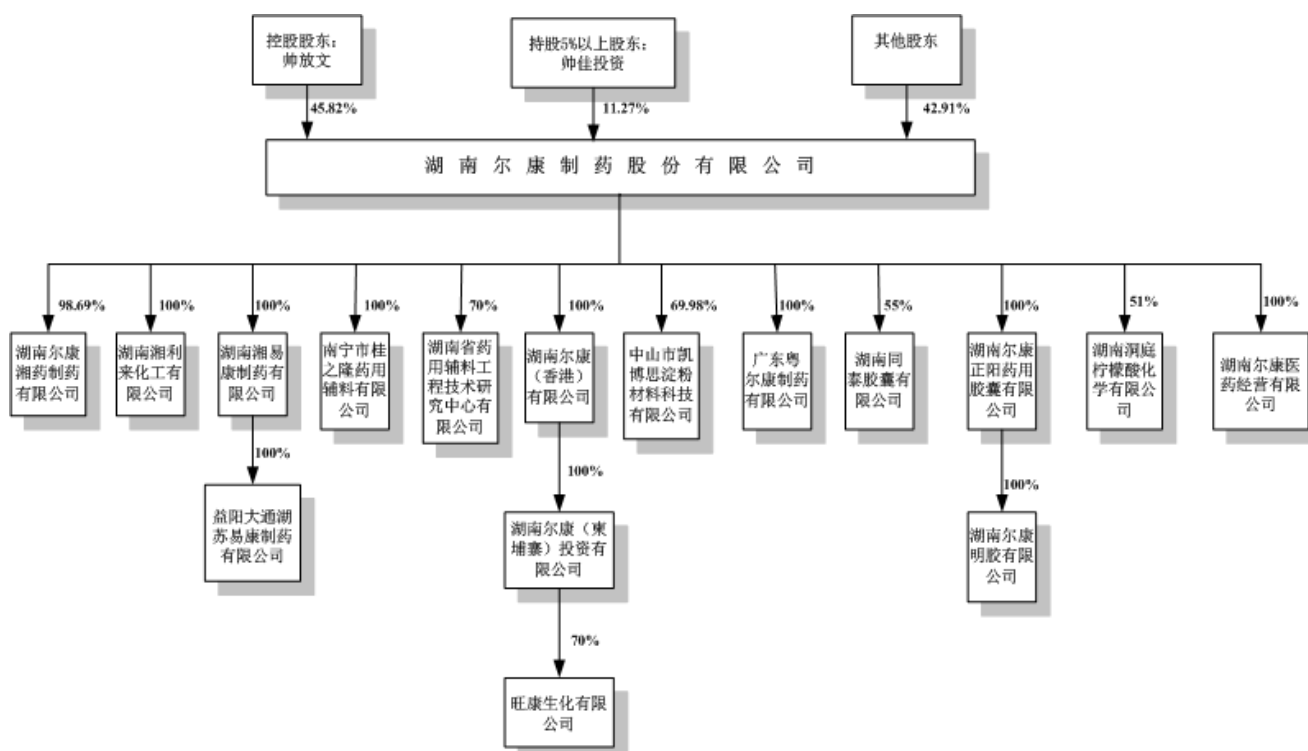 控股股东：
帅放文
持股5%以上股东：
帅佳投资
其他股东
45.82%
11.27%
42.91%
湖南尔康制药股份有限公司
98.69%
100%
100%
100%
70%
100%
69.98%
100%
55%
100%
51%
100%
湖南尔康
湘药制药
有限公司
湖南湘利
来化工有
限公司
湖南湘易
康制药有
限公司
南宁市桂
之隆药用
辅料有限
公司
湖南省药
用辅料工
程技术研
究中心有
限公司
湖南尔康
（香港）
有限公司
中山市凯
博思淀粉
材料科技
有限公司
广东粤
尔康制药
有限公司
湖南同
泰胶囊有
限公司
湖南尔康
正阳药用
胶囊有限
公司
湖南洞庭
柠檬酸化
学有限公
司
湖南尔康医
药经营有限
公司
100%
100%
100%
益阳大通湖
苏易康制药
有限公司
湖南尔康（柬
埔寨）投资有
限公司
湖南尔康
明胶有限
公司
70%
旺康生化有限
公司